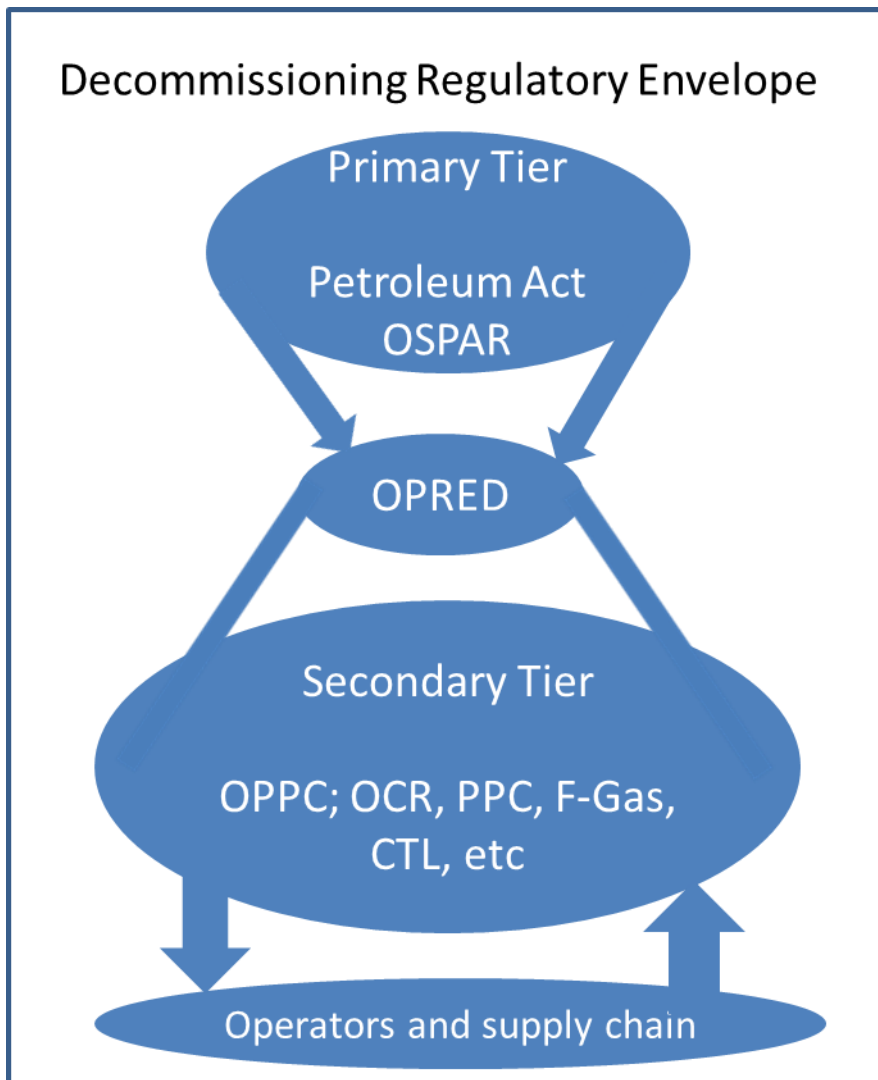 Decommissioning Regulatory Envelope
Primary Tier
Petroleum Act
OSPAR
OPRED
Secondary Tier
OPPC; OCR, PPC, F-Gas,
CTL, etc
Operators and supply chain